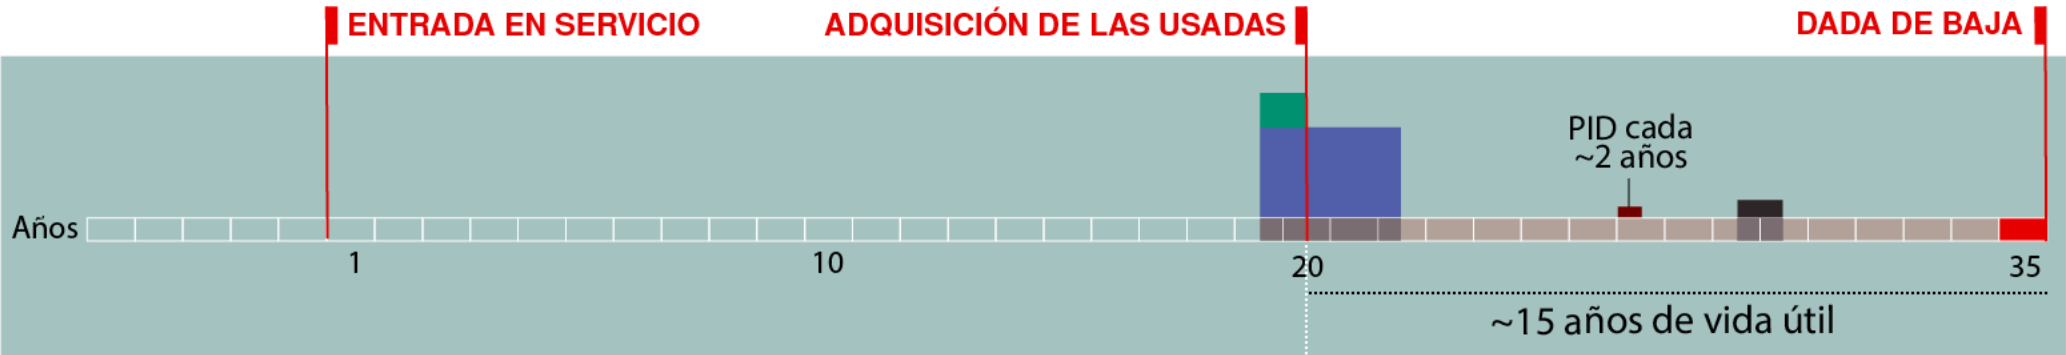 ENTRADA EN SERVICIO
ADQUISICIÓN DE LAS USADAS
DADA DE BAJA
PID cada
~2 años
Años
1
10
20
35
~15 años de vida útil